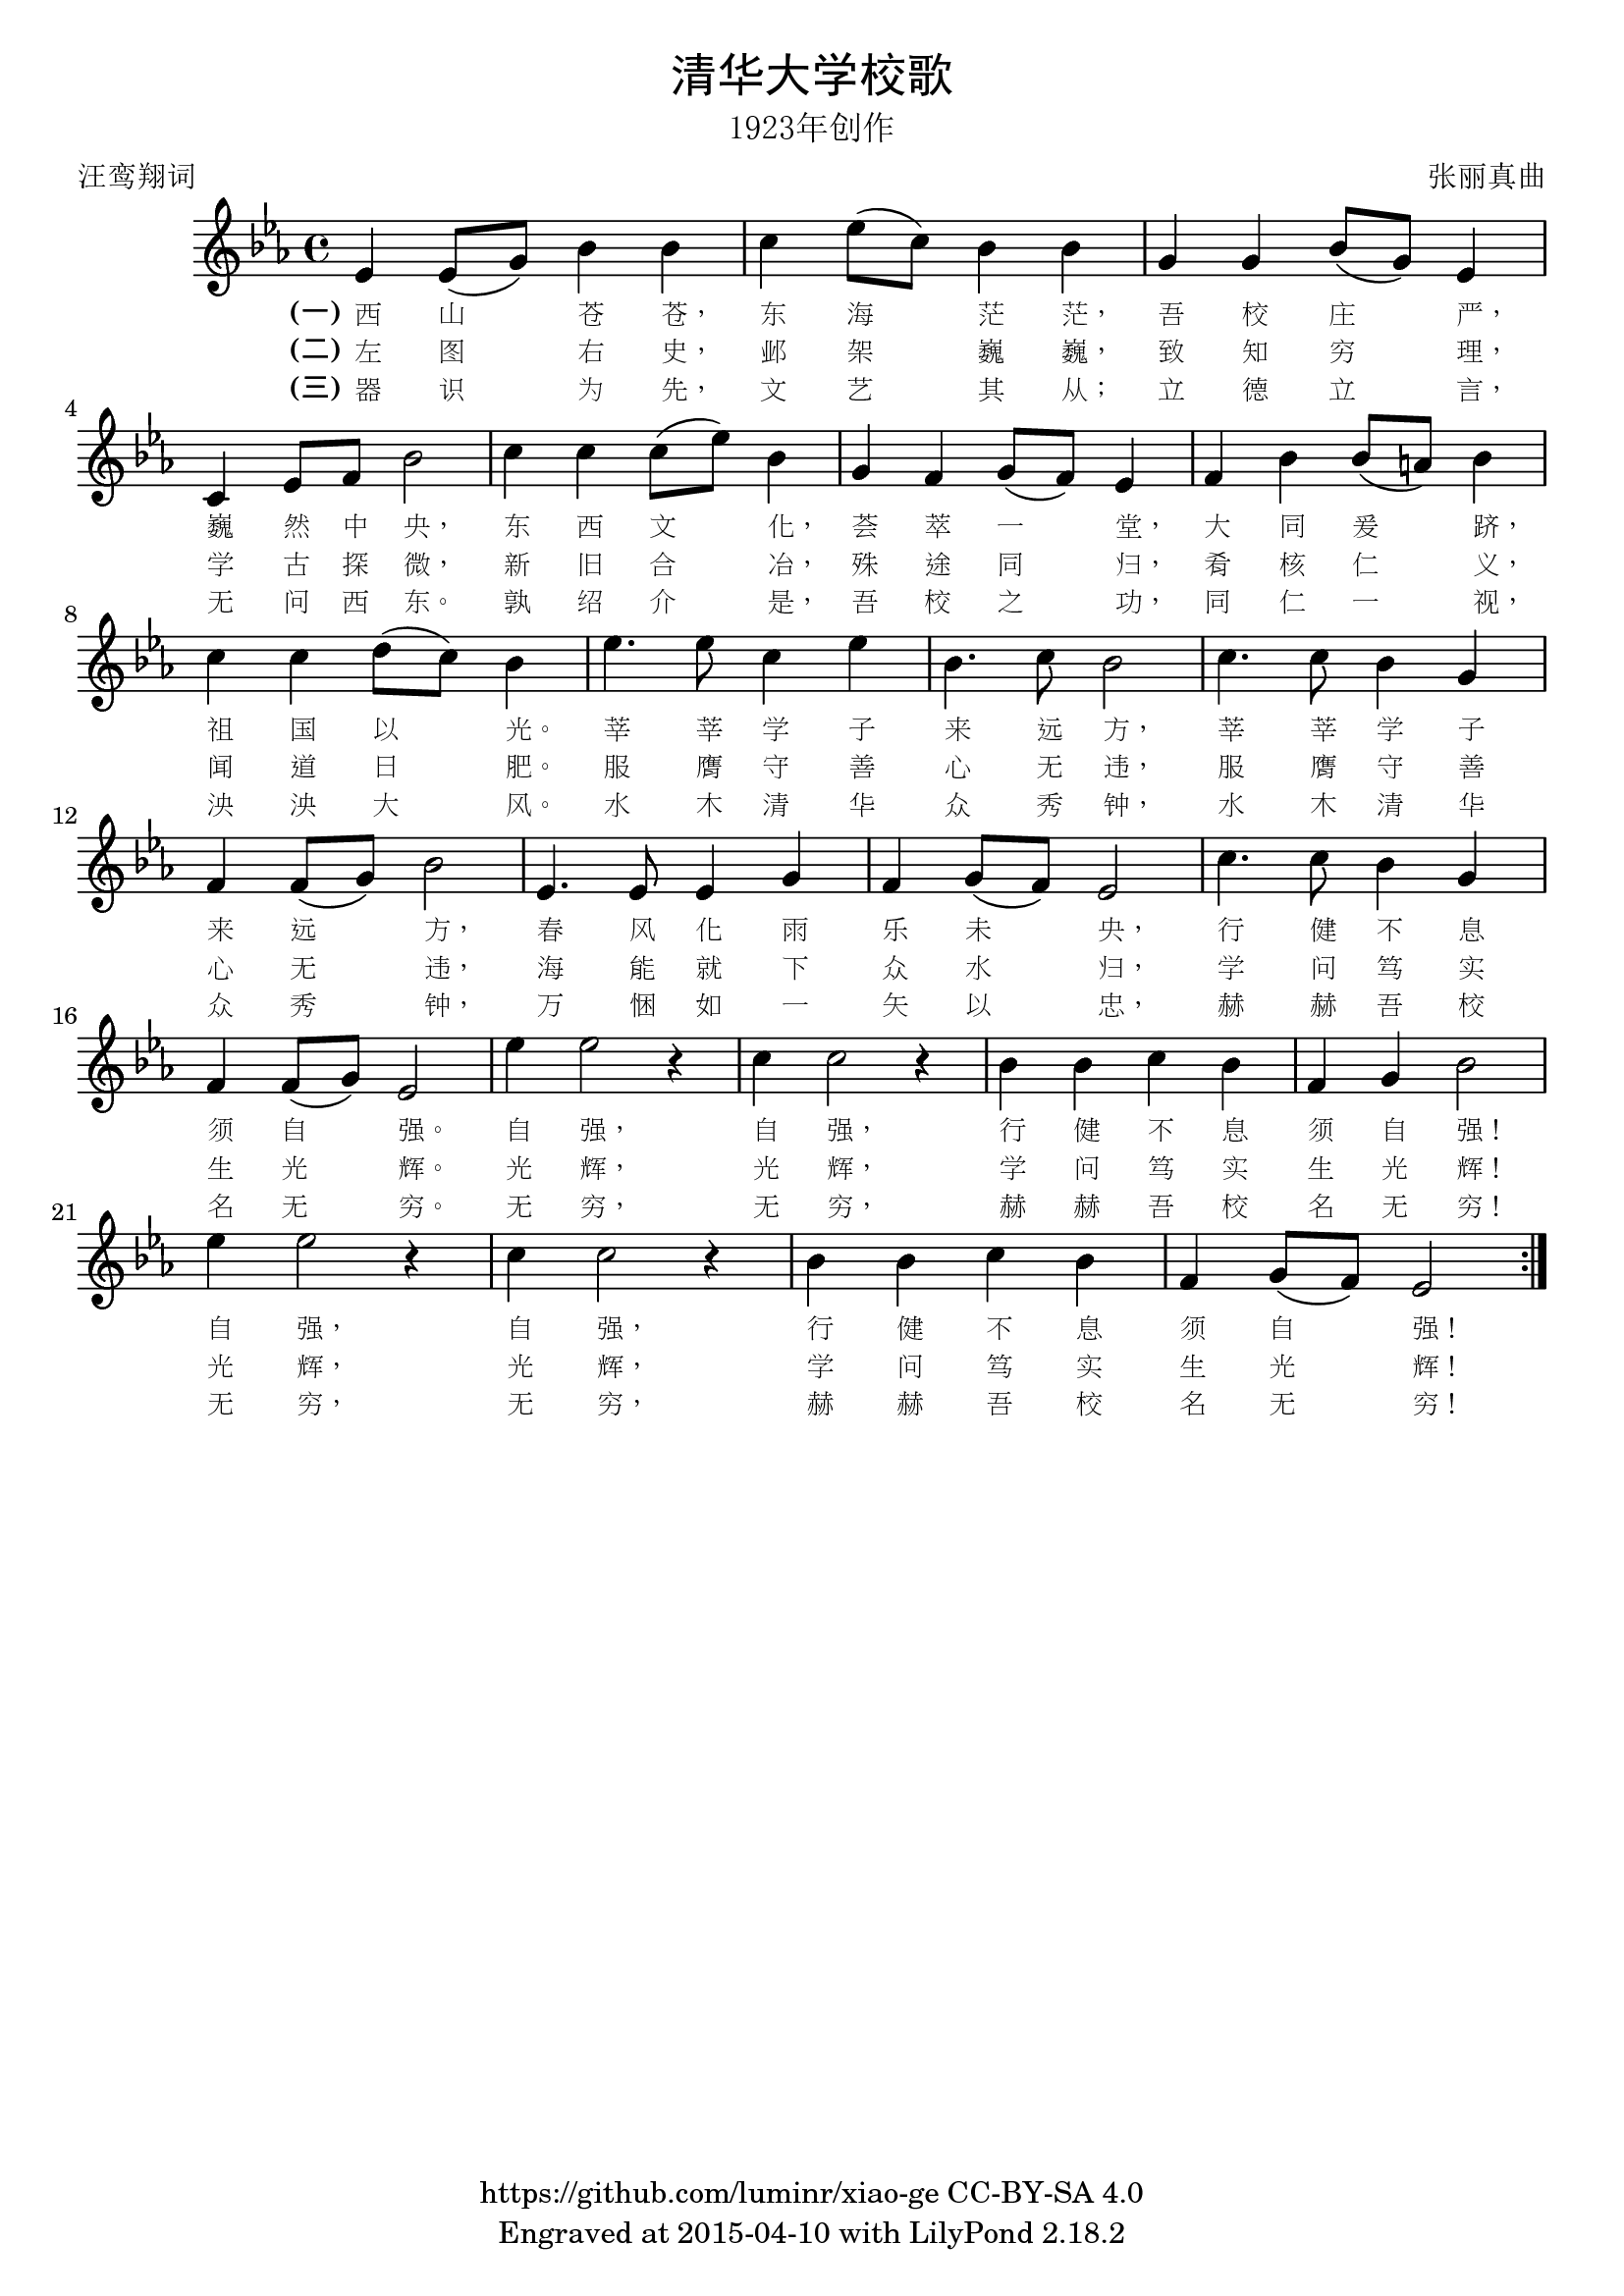 清华大学校歌
1923年创作
汪鸾翔词
张丽真曲
(一) 西 山 苍 苍， 东 海 茫 茫， 吾 校 庄 严，
(二) 左 图 右 史， 邺 架 巍 巍， 致 知 穷 理，
(三) 器 识 为 先， 文 艺 其 从； 立 德 立 言，
4
巍 然 中 央， 东 西 文 化， 荟 萃 一 堂， 大 同 爰 跻，
学 古 探 微， 新 旧 合 冶， 殊 途 同 归， 肴 核 仁 义，
无 问 西 东。 孰 绍 介 是， 吾 校 之 功， 同 仁 一 视，
8
祖 国 以 光。 莘 莘 学 子 来 远 方， 莘 莘 学 子
闻 道 日 肥。 服 膺 守 善 心 无 违， 服 膺 守 善
泱 泱 大 风。 水 木 清 华 众 秀 钟， 水 木 清 华
12
来 远 方， 春 风 化 雨 乐 未 央， 行 健 不 息
心 无 违， 海 能 就 下 众 水 归， 学 问 笃 实
众 秀 钟， 万 悃 如 一 矢 以 忠， 赫 赫 吾 校
16
须 自 强。 自 强， 自 强， 行 健 不 息 须 自 强！
生 光 辉。 光 辉， 光 辉， 学 问 笃 实 生 光 辉！
名 无 穷。 无 穷， 无 穷， 赫 赫 吾 校 名 无 穷！
21
自 强， 自 强， 行 健 不 息 须 自 强！
光 辉， 光 辉， 学 问 笃 实 生 光 辉！
无 穷， 无 穷， 赫 赫 吾 校 名 无 穷！
https://github.com/luminr/xiao-ge CC-BY-SA 4.0
Engraved at 2015-04-10 with LilyPond 2.18.2